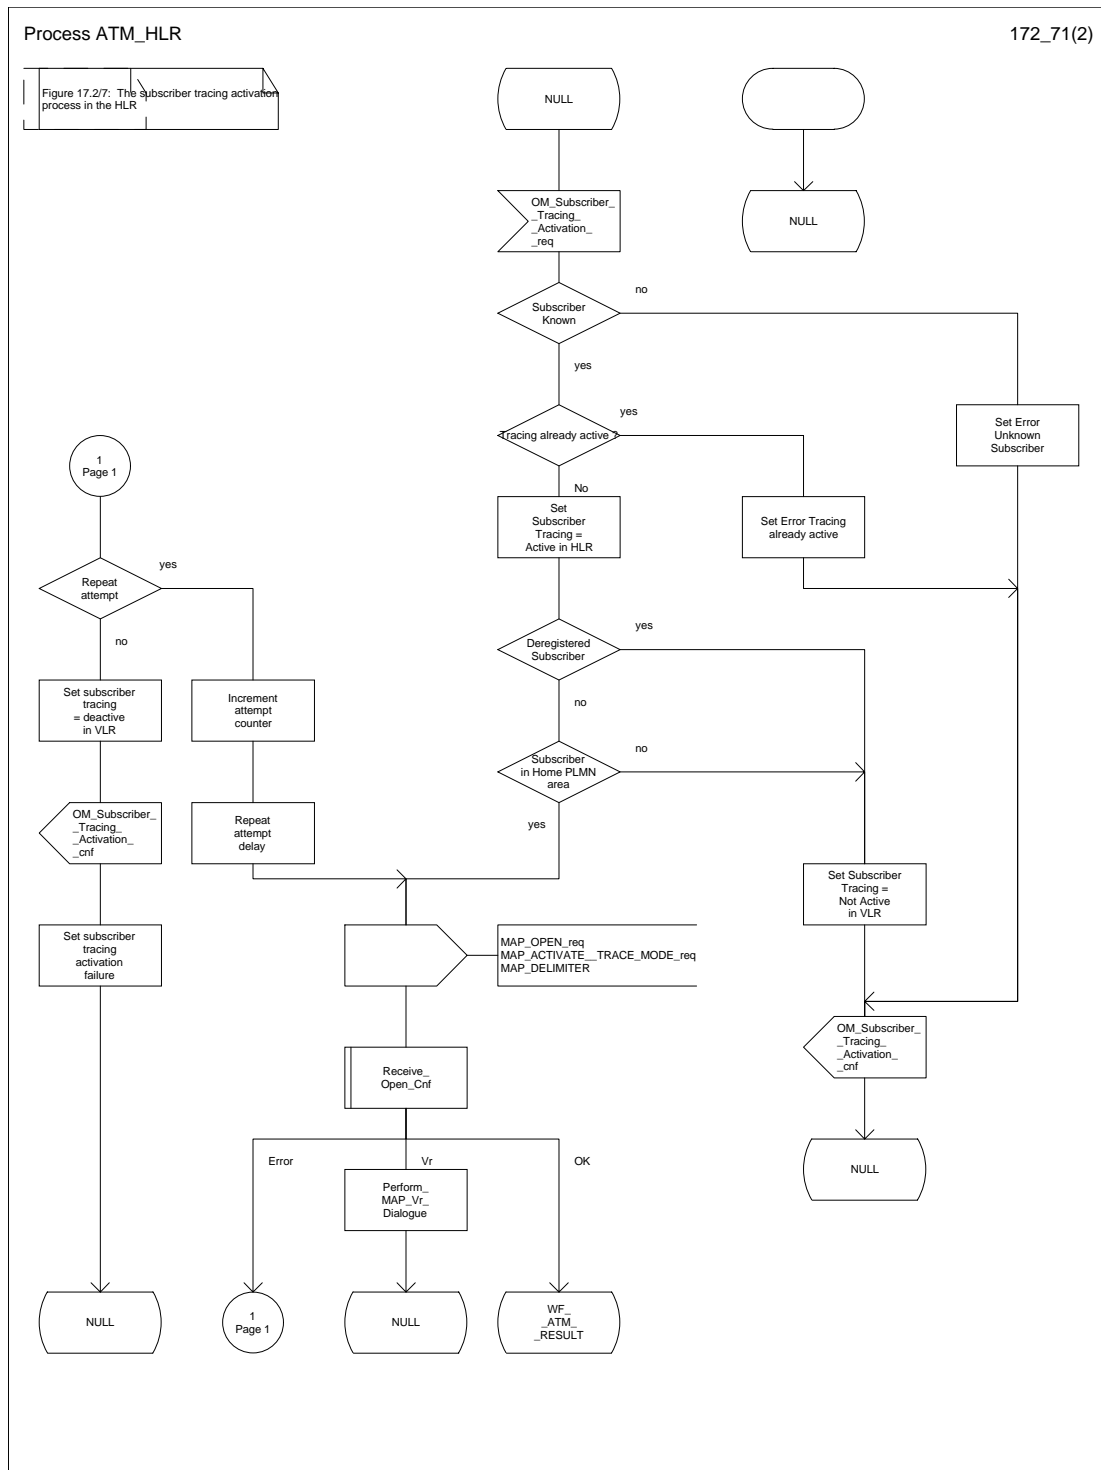 Process ATM_HLR
172_71(2)
Figure 17.2/7: The subscriber tracing activation
process in the HLR
NULL
OM_Subscriber_
_Tracing_
_Activation_
_req
NULL
Subscriber
Known
no
yes
Tracing already active ?
yes
No
Set Error
Unknown
Subscriber
1
Page 1
Set
Subscriber
Tracing =
Active in HLR
Set Error Tracing
already active
Repeat
attempt
yes
no
Deregistered
Subscriber
yes
no
Set subscriber
tracing
= deactive
in VLR
Increment
attempt
counter
Subscriber
in Home PLMN
area
no
yes
OM_Subscriber_
_Tracing_
_Activation_
_cnf
Repeat
attempt
delay
Set Subscriber
Tracing =
Not Active
in VLR
Set subscriber
tracing
activation
failure
MAP_OPEN_req
MAP_ACTIVATE__TRACE_MODE_req
MAP_DELIMITER
OM_Subscriber_
_Tracing_
_Activation_
_cnf
Receive_
Open_Cnf
Error
Vr
OK
Perform_
MAP_Vr_
Dialogue
NULL
NULL
1
Page 1
NULL
WF_
_ATM_
_RESULT